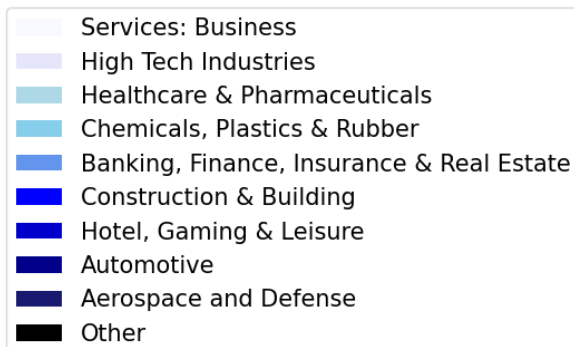 Services: Business
High Tech Industries
Healthcare & Pharmaceuticals
Chemicals, Plastics & Rubber
Banking, Finance, Insurance & Real Estate
Construction & Building
Hotel, Gaming & Leisure
Automotive
Aerospace and Defense
Other